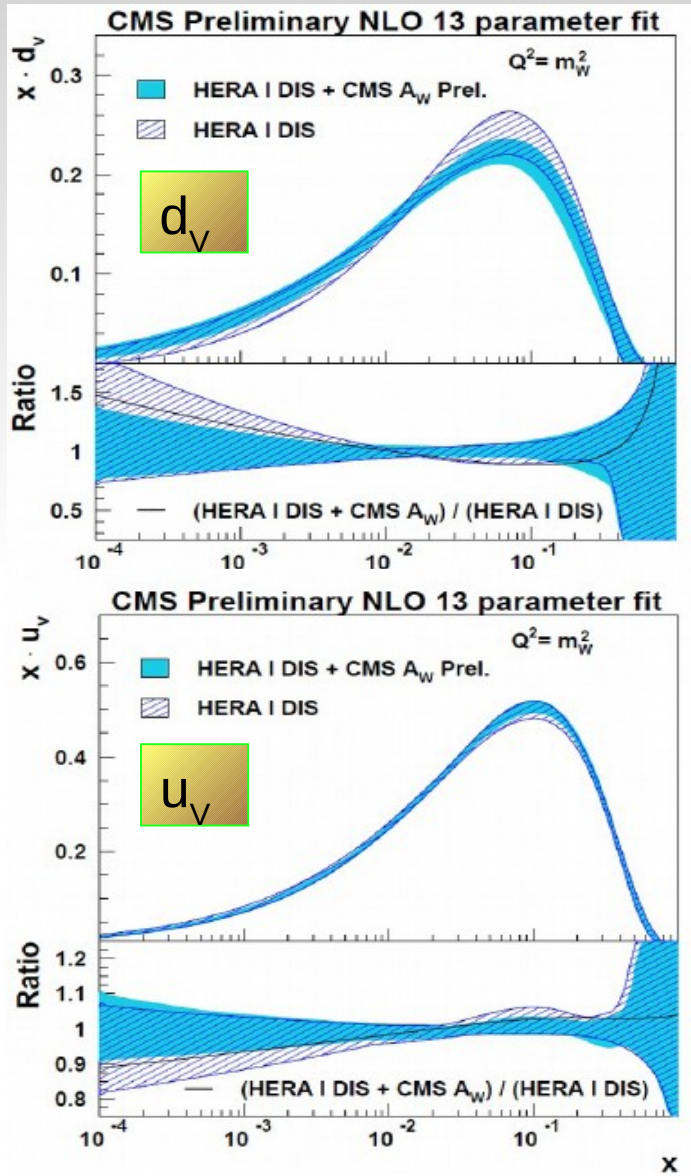 CMS Preliminary NLO 13 parameter fit
x · d_v
Q² = m_W²
0.3
HERA I DIS + CMS A_W Prel.
HERA I DIS
0.2
d_V
0.1
Ratio
1.5
1
0.5
(HERA I DIS + CMS A_W) / (HERA I DIS)
10⁻⁴ 10⁻³ 10⁻² 10⁻¹
CMS Preliminary NLO 13 parameter fit
x · u_v
Q² = m_W²
0.6
HERA I DIS + CMS A_W Prel.
HERA I DIS
0.4
u_V
0.2
Ratio
1.2
1.1
1
0.9
0.8
(HERA I DIS + CMS A_W) / (HERA I DIS)
10⁻⁴ 10⁻³ 10⁻² 10⁻¹
x